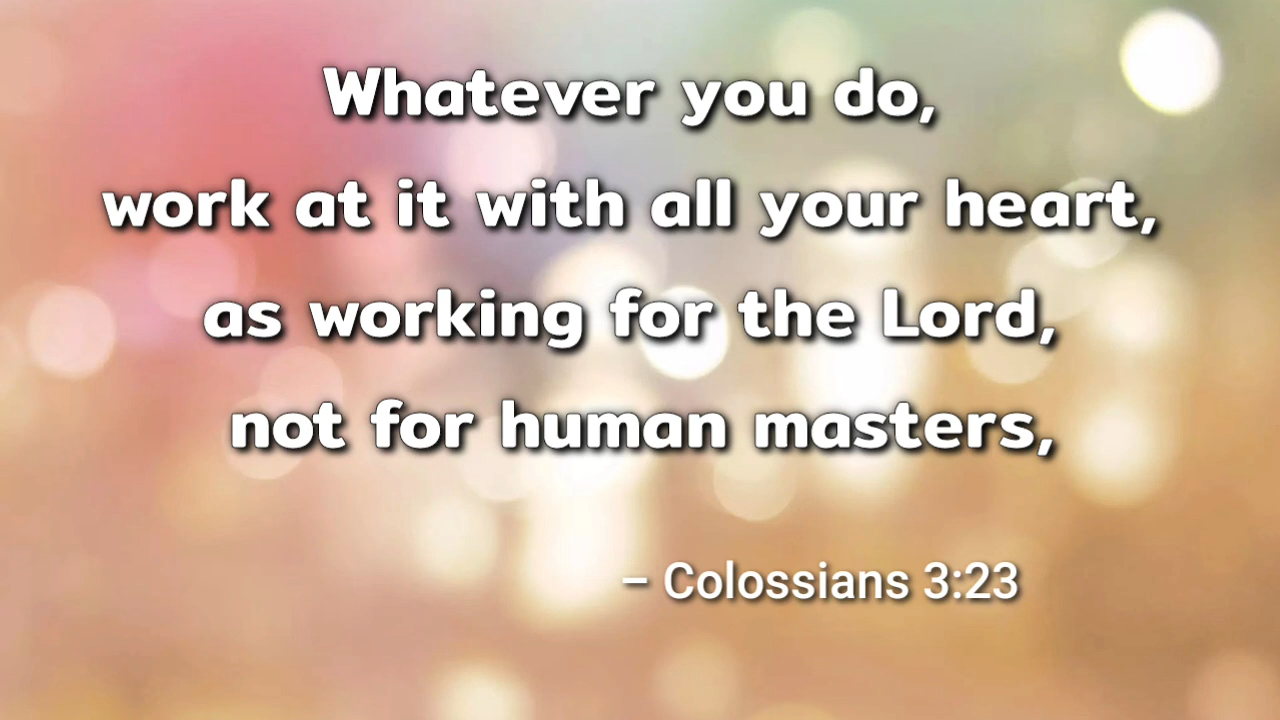 Whatever you do,
work at it with all your heart,
as working for the Lord,
not for human masters,
– Colossians 3:23